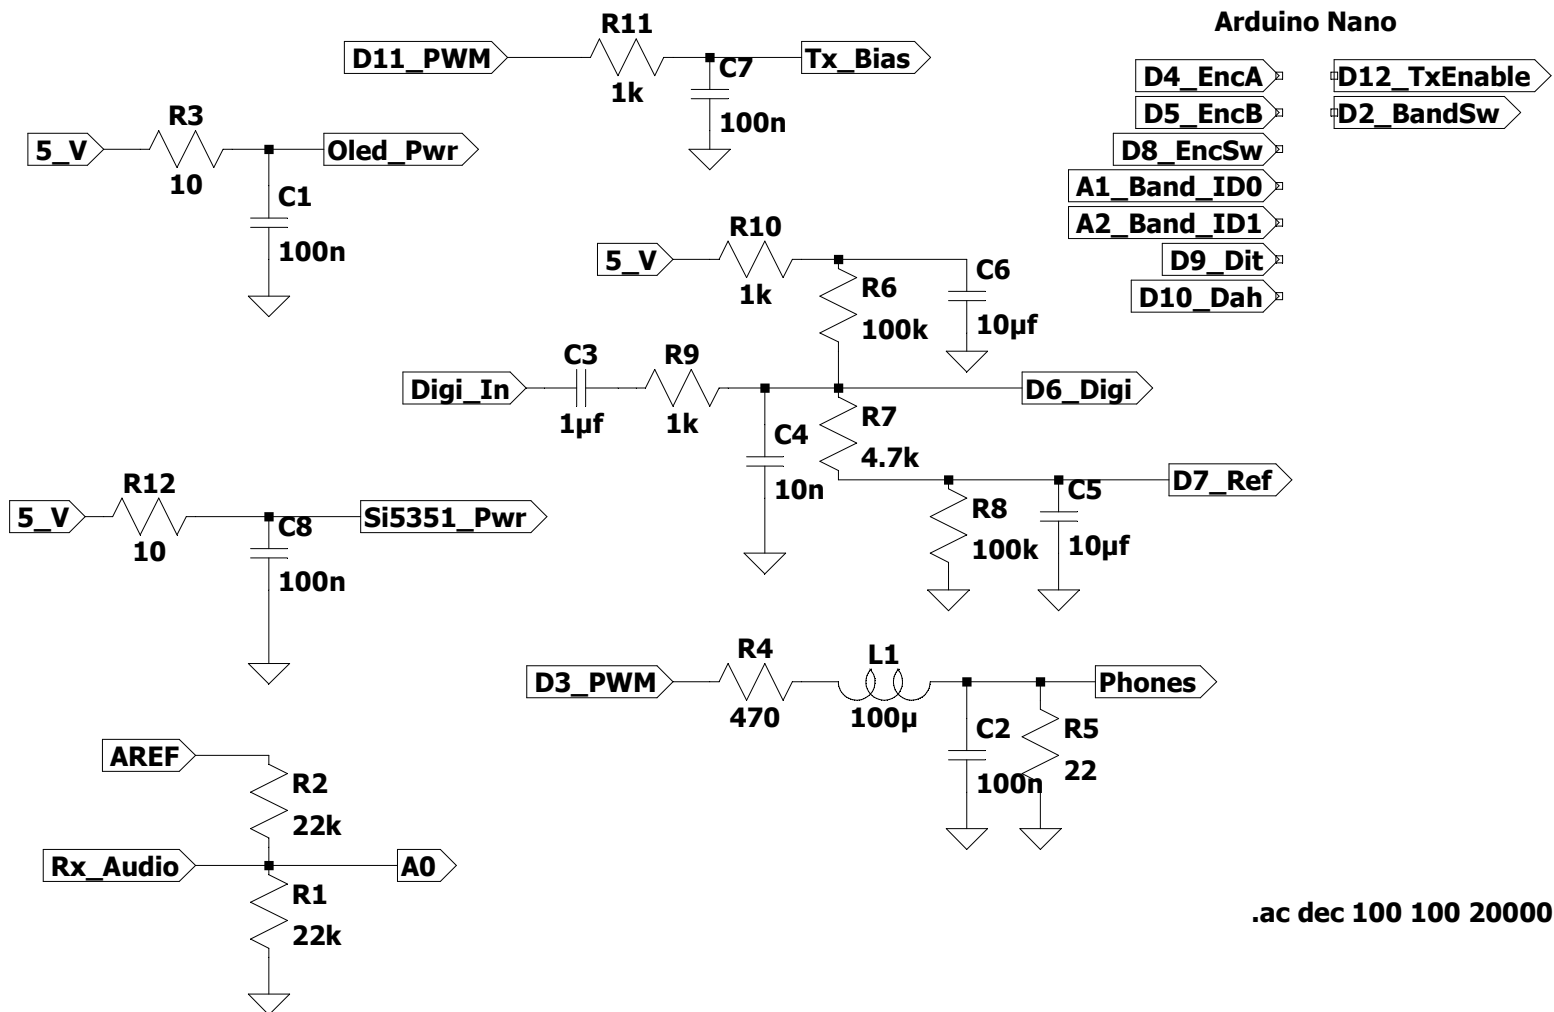 Arduino Nano
R11
D11_PWM
C7
Tx_Bias
1k
100n
D4_EncA
D12_TxEnable
D5_EncB
D2_BandSw
D8_EncSw
A1_Band_ID0
A2_Band_ID1
D9_Dit
D10_Dah
R3
5_V
Oled_Pwr
10
C1
100n
R10
5_V
1k
R6
100k
C6
10µf
C3
R9
Digi_In
1µf
1k
C4
10n
D6_Digi
R7
4.7k
D7_Ref
R8
100k
C5
10µf
R12
5_V
C8
Si5351_Pwr
10
100n
R4
L1
D3_PWM
Phones
470
100µ
C2
100n
R5
22
AREF
R2
22k
Rx_Audio
A0
R1
22k
.ac dec 100 100 20000